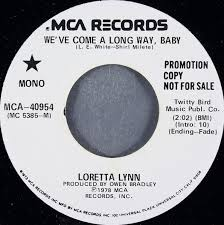 MCA RECORDS
WE'VE COME A LONG WAY, BABY
(L. E. White-Shirl Milete)
MONO
MCA-40954
(MC 5385-M)
PROMOTION
COPY
NOT FOR SALE
Twitty Bird
Music Publ. Co.
(2:02) (BMI)
(Intro: 10)
(Ending-Fade)
LORETTA LYNN
PRODUCED BY OWEN BRADLEY
℗1978 MCA
RECORDS, INC.